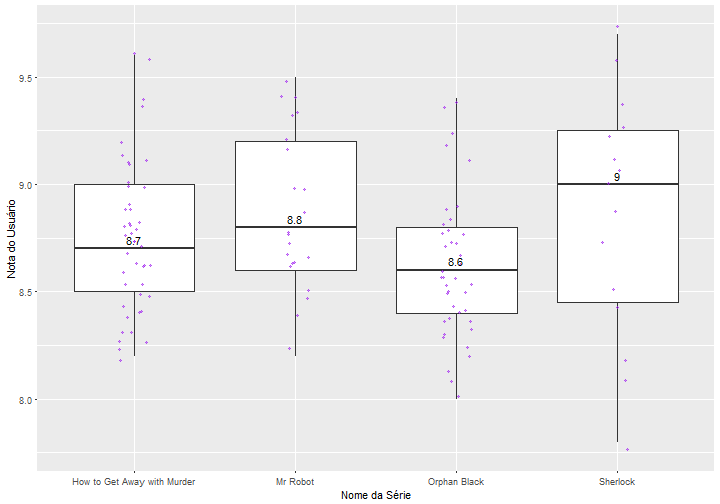 Nota do Usuário
9.5
9.0
8.5
8.0
8.7
8.8
8.6
9
How to Get Away with Murder
Mr Robot
Orphan Black
Sherlock
Nome da Série